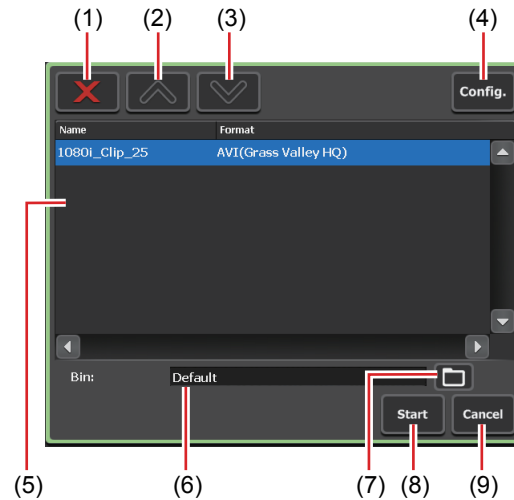 (1) (2) (3) (4)
Config.
Name Format
1080i_Clip_25 AVI(Grass Valley HQ)
Bin: Default
Start Cancel
(5) (6) (7) (8) (9)